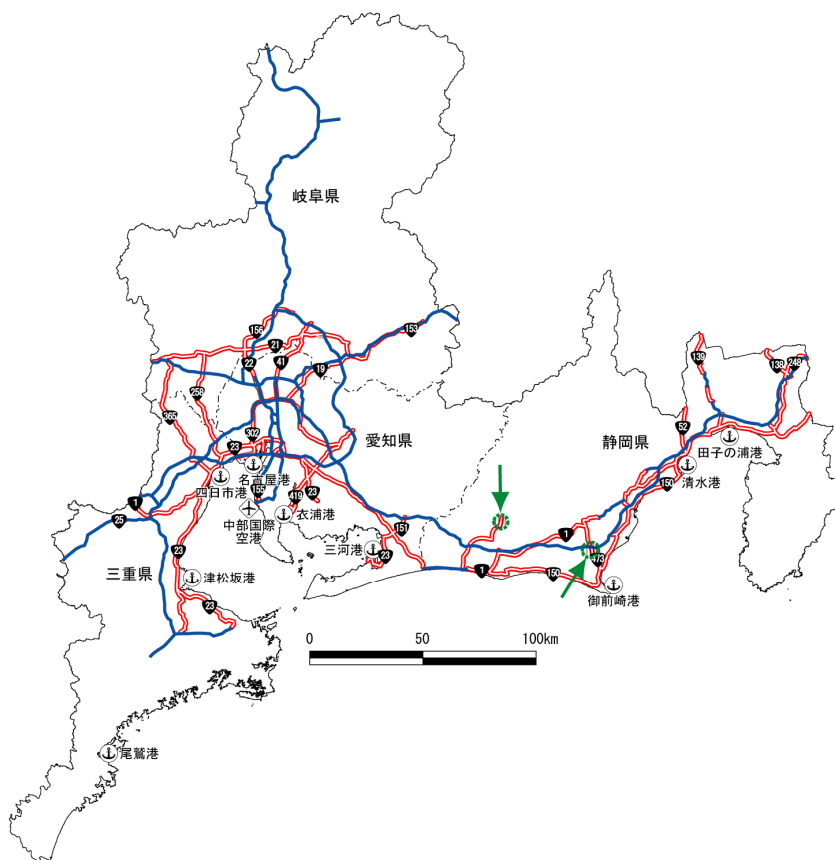 岐阜県
156
153
21
22
41
19
139
138
246
258
365
52
302
愛知県
静岡県
23
田子の浦港
名古屋港
清水港
四日市港
155
419
23
150
1
中部国際
空港
衣浦港
151
1
25
三河港
23
473
23
三重県
津松坂港
1
150
御前崎港
23
0
50
100km
尾鷲港